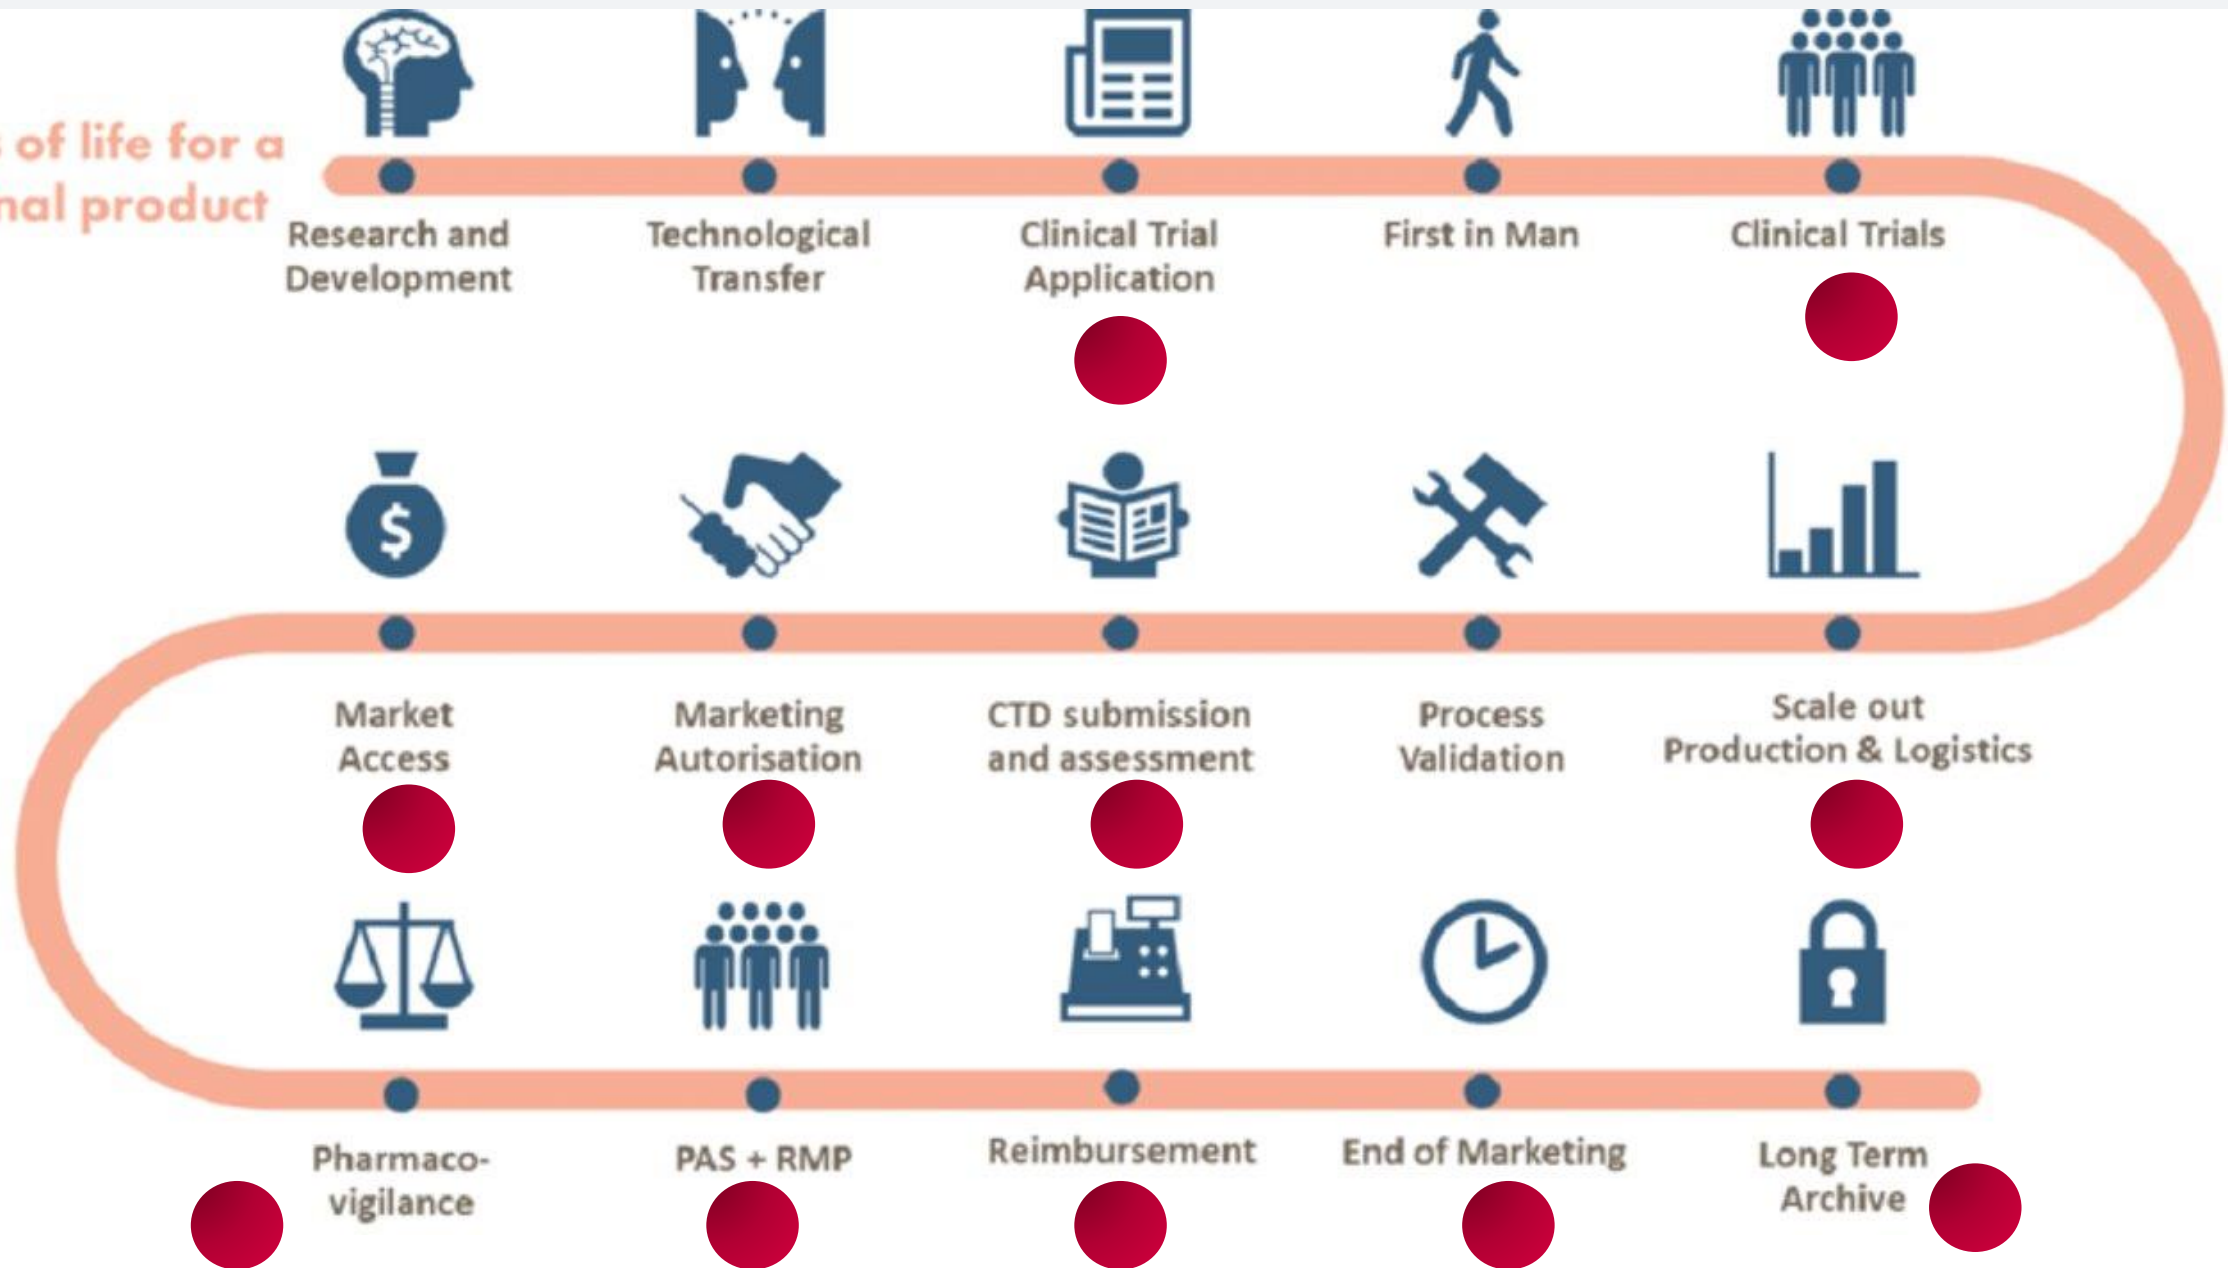 of life for a
nal product
Research and
Development
Technological
Transfer
Clinical Trial
Application
First in Man
Clinical Trials
$
Market
Access
Marketing
Autorisation
CTD submission
and assessment
Process
Validation
Scale out
Production & Logistics
Pharmaco-
vigilance
PAS + RMP
Reimbursement
End of Marketing
Long Term
Archive